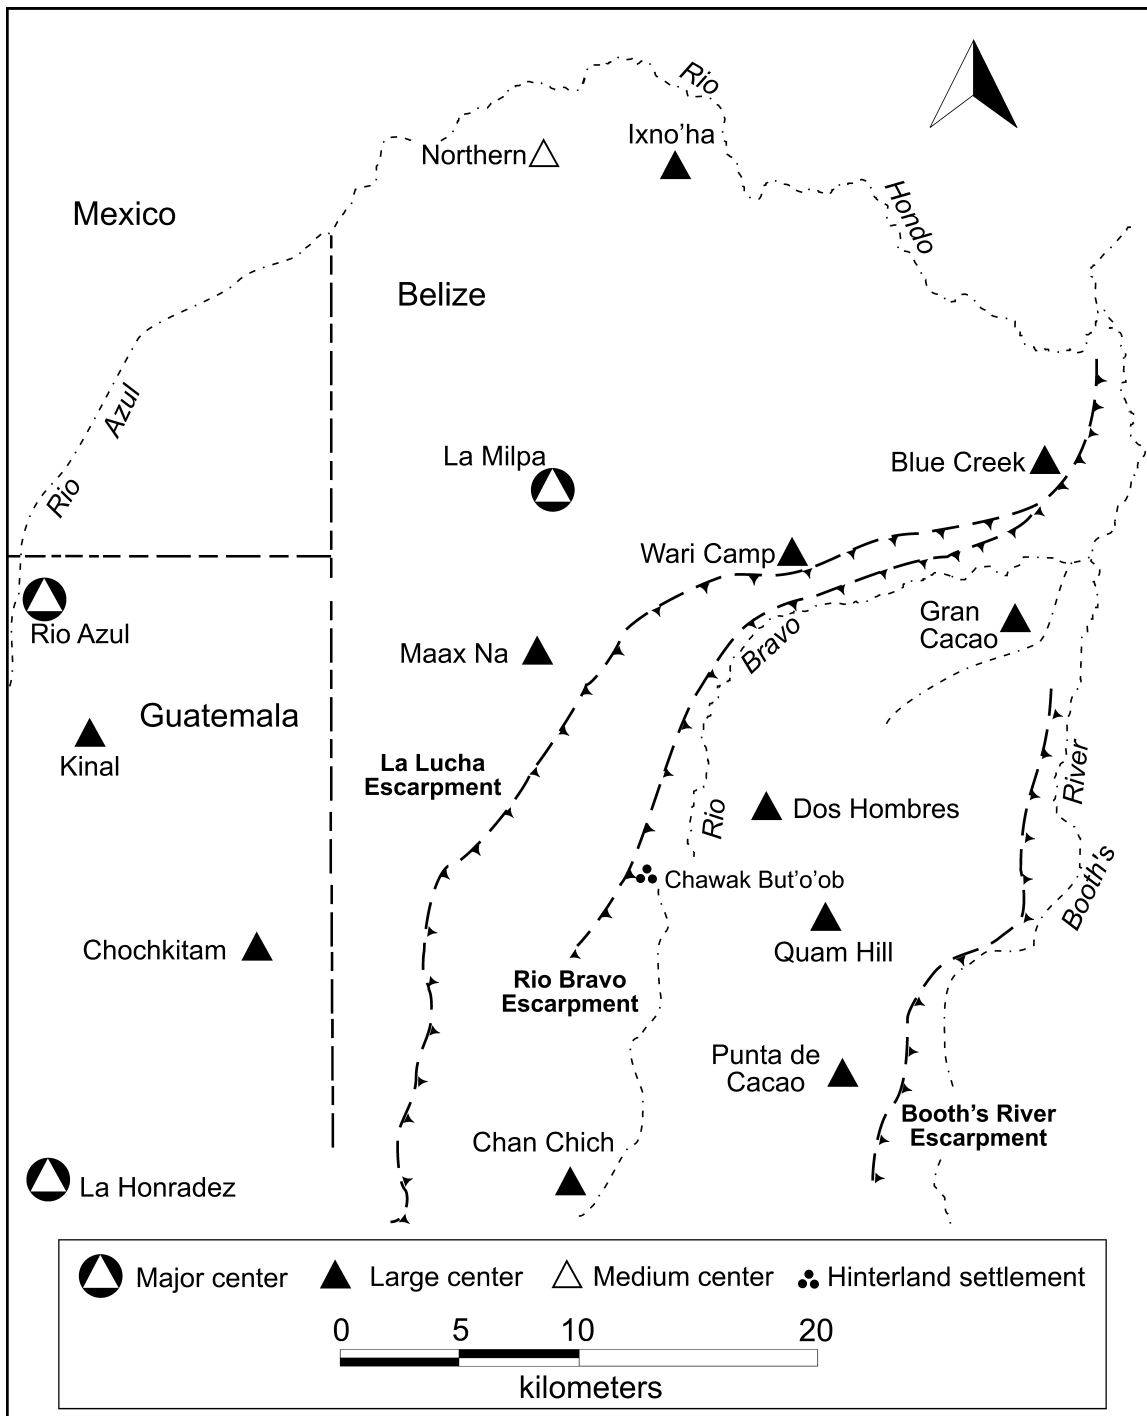 Rio
Hondo
Ixno'ha
Northern
Mexico
Belize
Rio
Azul
La Milpa
Blue Creek
Wari Camp
Rio Azul
Gran
Cacao
Maax Na
Bravo
Rio
Guatemala
Kinal
La Lucha
Escarpment
River
Booth's
Dos Hombres
Chawak But'o'ob
Quam Hill
Chochkitam
Rio Bravo
Escarpment
Punta de
Cacao
Booth's River
Escarpment
Chan Chich
La Honradez
Major center
Large center
Medium center
Hinterland settlement
0 5 10 20
kilometers